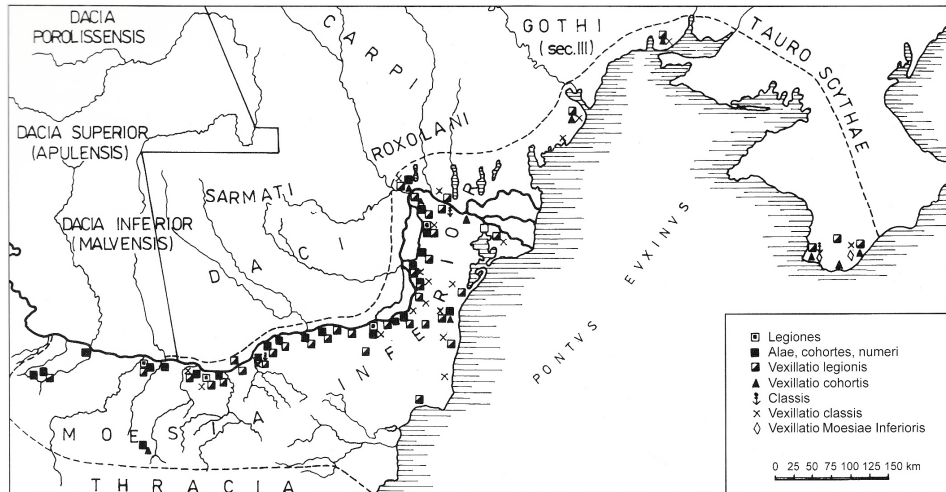 DACIA
POROLISSENSIS
CARPI
GOTHI
(sec.III)
TAURO SCYTHAE
DACIA SUPERIOR
(APULENSIS)
ROXOLANI
SARMATI
DACIA INFERIOR
(MALVENSIS)
DACI
PONTVS EVXINVS
MOESIA INFERIOR
THRACIA
Legiones
Alae, cohortes, numeri
Vexillatio legionis
Vexillatio cohortis
Classis
Vexillatio classis
Vexillatio Moesiae Inferioris
0 25 50 75 100 125 150 km